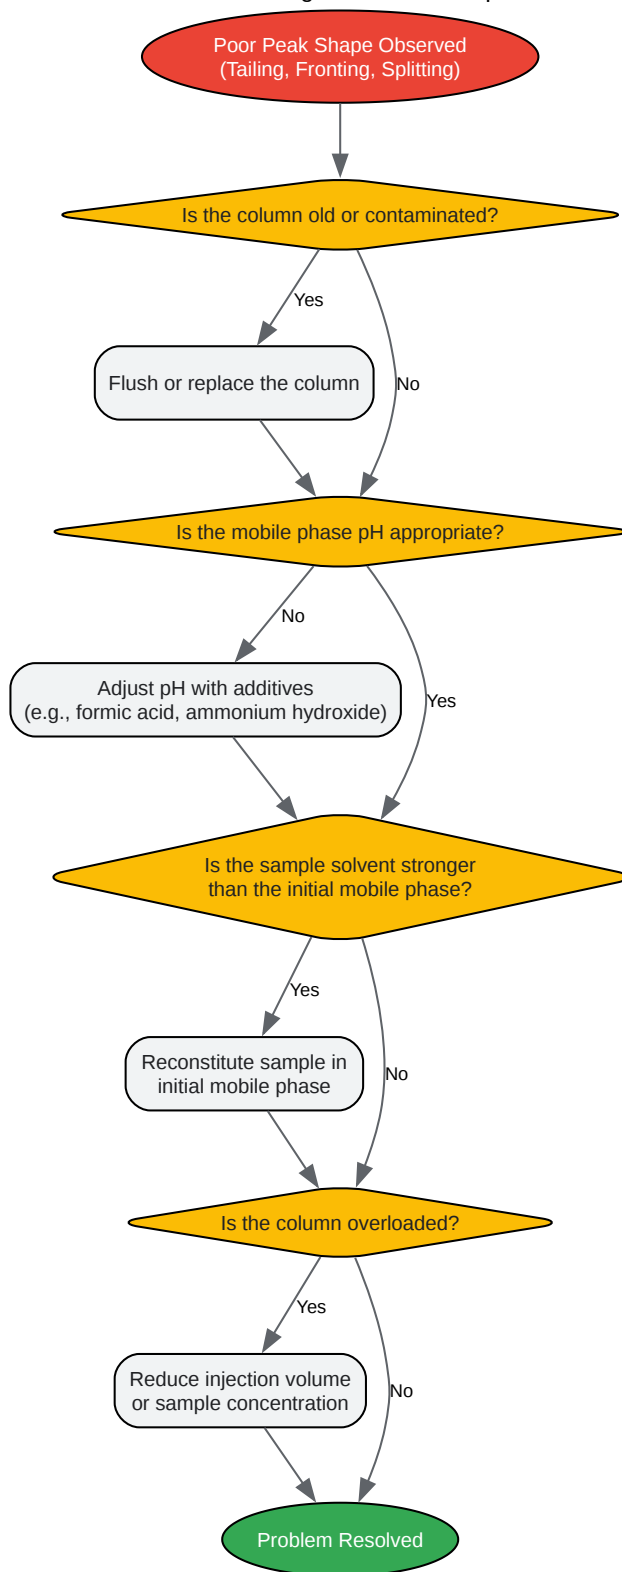 Poor Peak Shape Observed
(Tailing, Fronting, Splitting)
Is the column old or contaminated?
Yes
Flush or replace the column
No
Is the mobile phase pH appropriate?
No
Adjust pH with additives
(e.g., formic acid, ammonium hydroxide)
Yes
Is the sample solvent stronger
than the initial mobile phase?
Yes
Reconstitute sample in
initial mobile phase
No
Is the column overloaded?
Yes
Reduce injection volume
or sample concentration
No
Problem Resolved